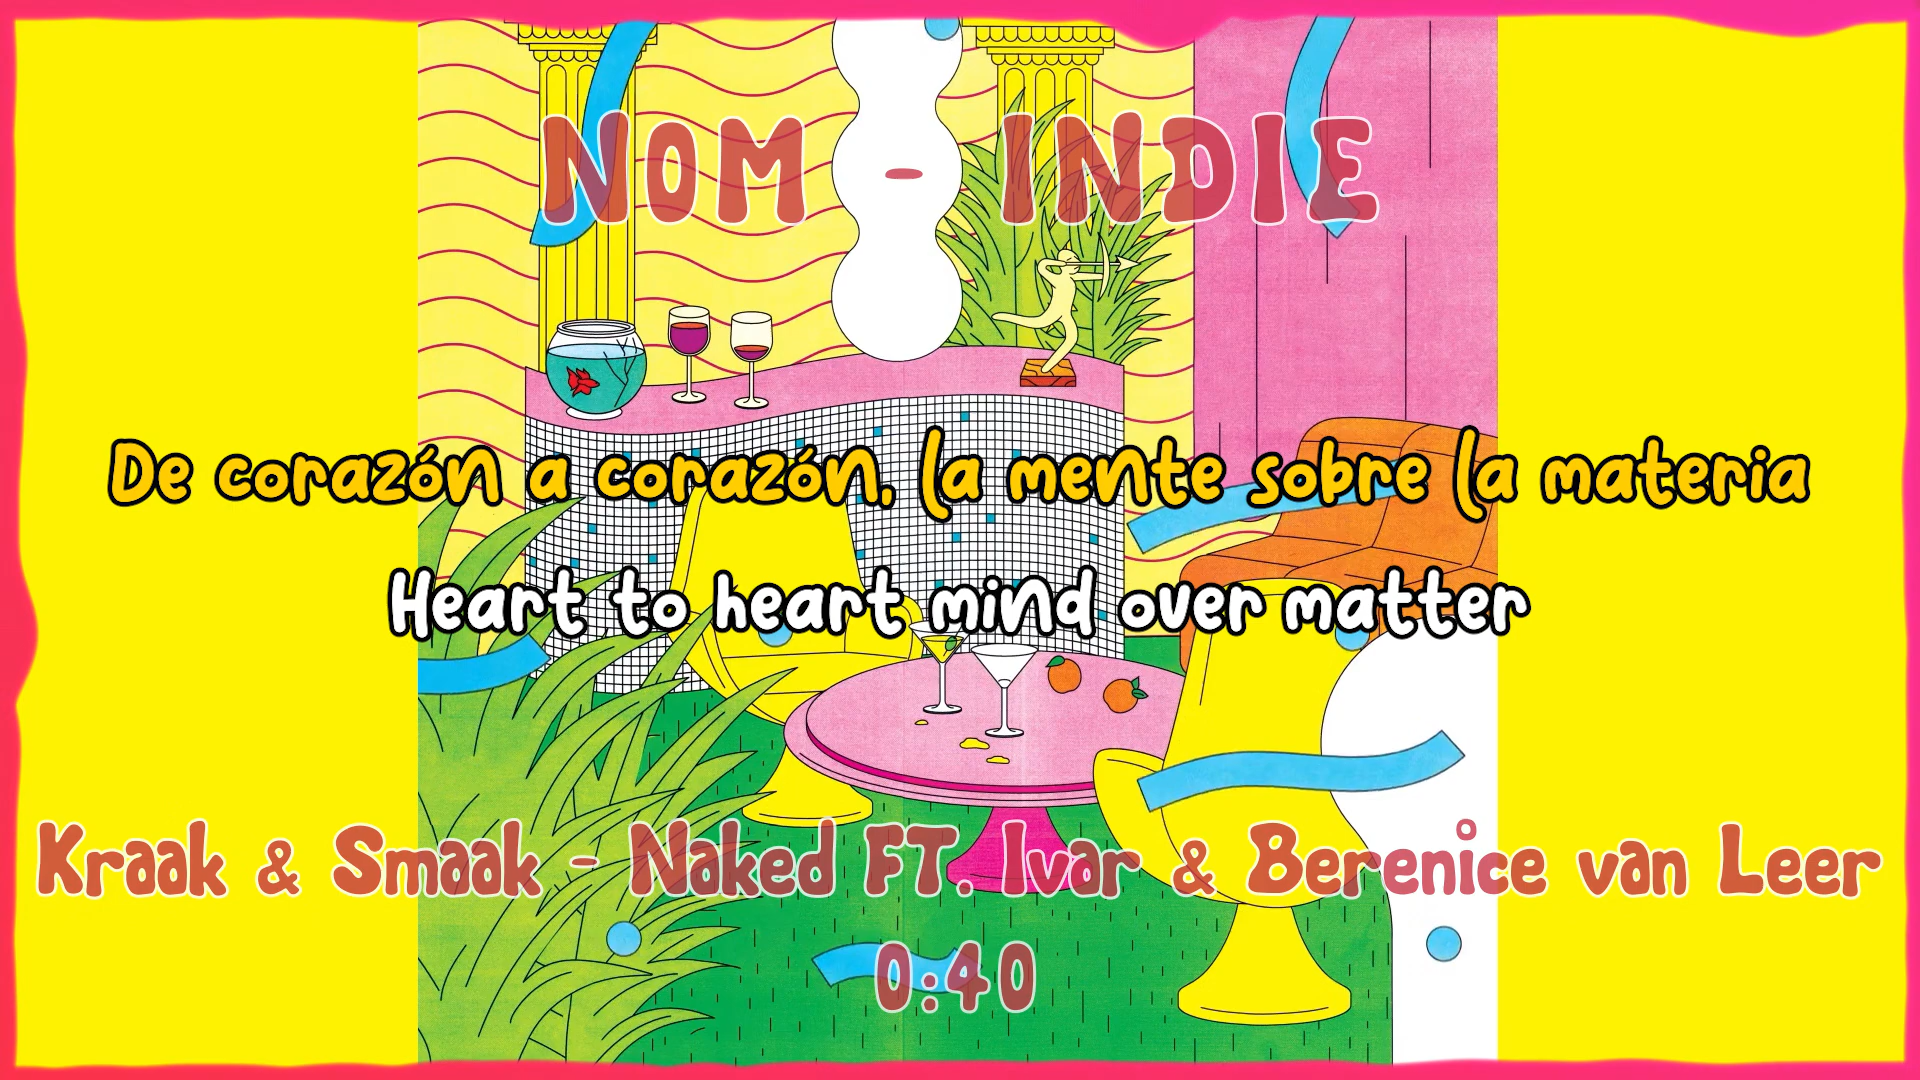 NOM - INDIE
De corazón a corazón, la mente sobre la materia
Heart to heart mind over matter
Kraak & Smaak - Naked FT. Ivar & Berenice van Leer
0:40